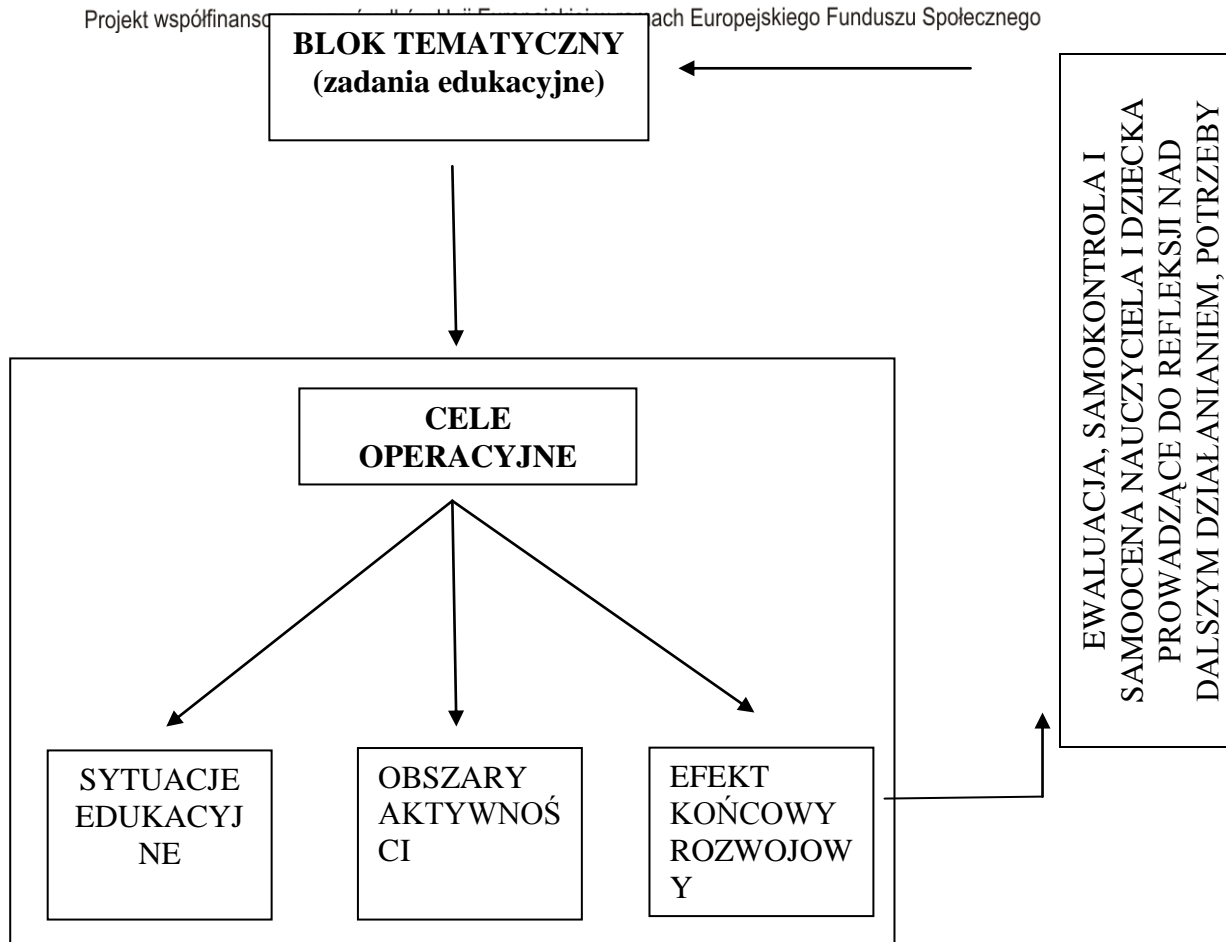 Projekt współfinanso ach Europejskiego Funduszu Społecznego
BLOK TEMATYCZNY
(zadania edukacyjne)
CELE
OPERACYJNE
SYTUACJE
EDUKACYJ
NE
OBSZARY
AKTYWNOŚ
CI
EFEKT
KOŃCOWY
ROZWOJOW
Y
EWALUACJA, SAMOKONTROLA I
SAMOOCENA NAUCZYCIELA I DZIECKA
PROWADZĄCE DO REFLEKSJI NAD
DALSZYM DZIAŁANIANIEM, POTRZEBY